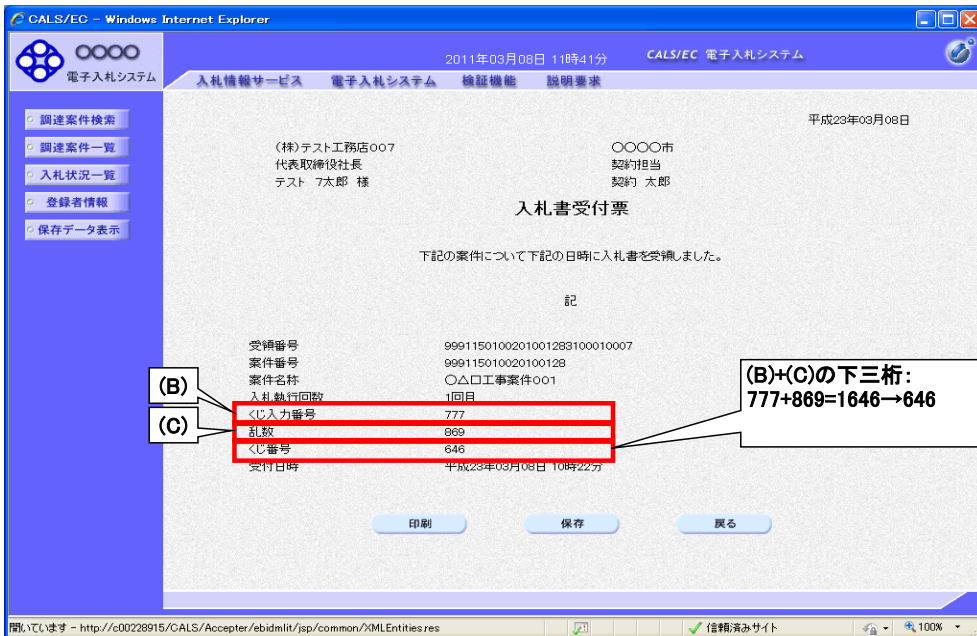 CALS/EC - Windows Internet Explorer
〇〇〇〇
電子入札システム
2011年03月08日 11時41分
CALS/EC 電子入札システム
入札情報サービス 電子入札システム 検証機能 説明要求
調達案件検索
調達案件一覧
入札状況一覧
登録者情報
保存データ表示
平成23年03月08日
(株)テスト工務店007
代表取締役社長
テスト 7太郎 様
〇〇〇〇市
契約担当
契約 太郎
入札書受付票
下記の案件について下記の日時に入札書を受領しました。
記
受領番号 9991150100201001283100010007
案件番号 999115010020100128
案件名称 〇△口工事案件001
入札執行回数 1回目
くじ入力番号 777
乱数 869
くじ番号 646
受付日時 平成23年03月08日 10時22分
(B)
(C)
(B)+(C)の下三桁:
777+869=1646→646
印刷 保存 戻る
開いています - http://c00228915/CALS/Accepter/ebidmlit/jsp/common/XMLEntities.res
信頼済みサイト
100%